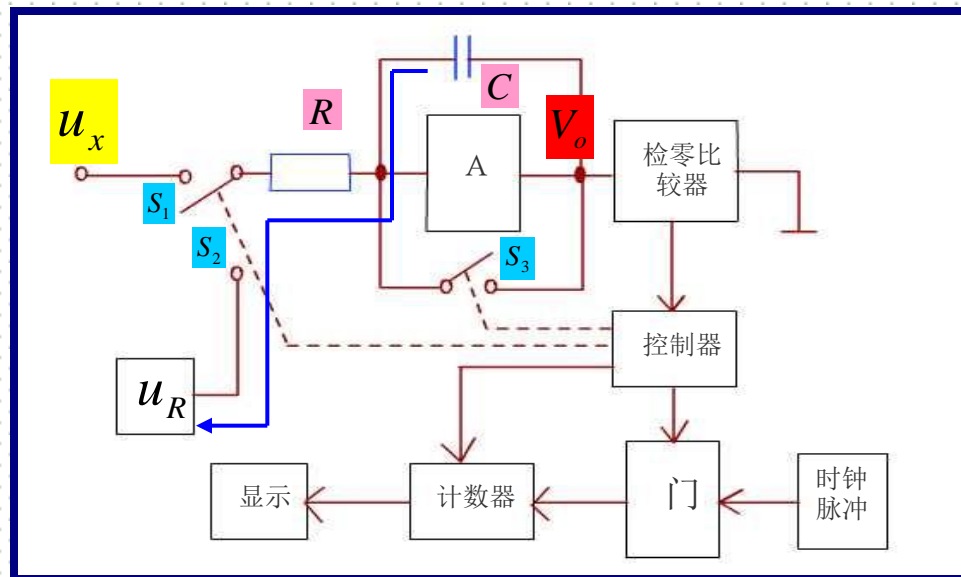 C
R
V_o
u_x
A
检零比
较器
S_1
S_2
S_3
控制器
u_R
显示
计数器
门
时钟
脉冲